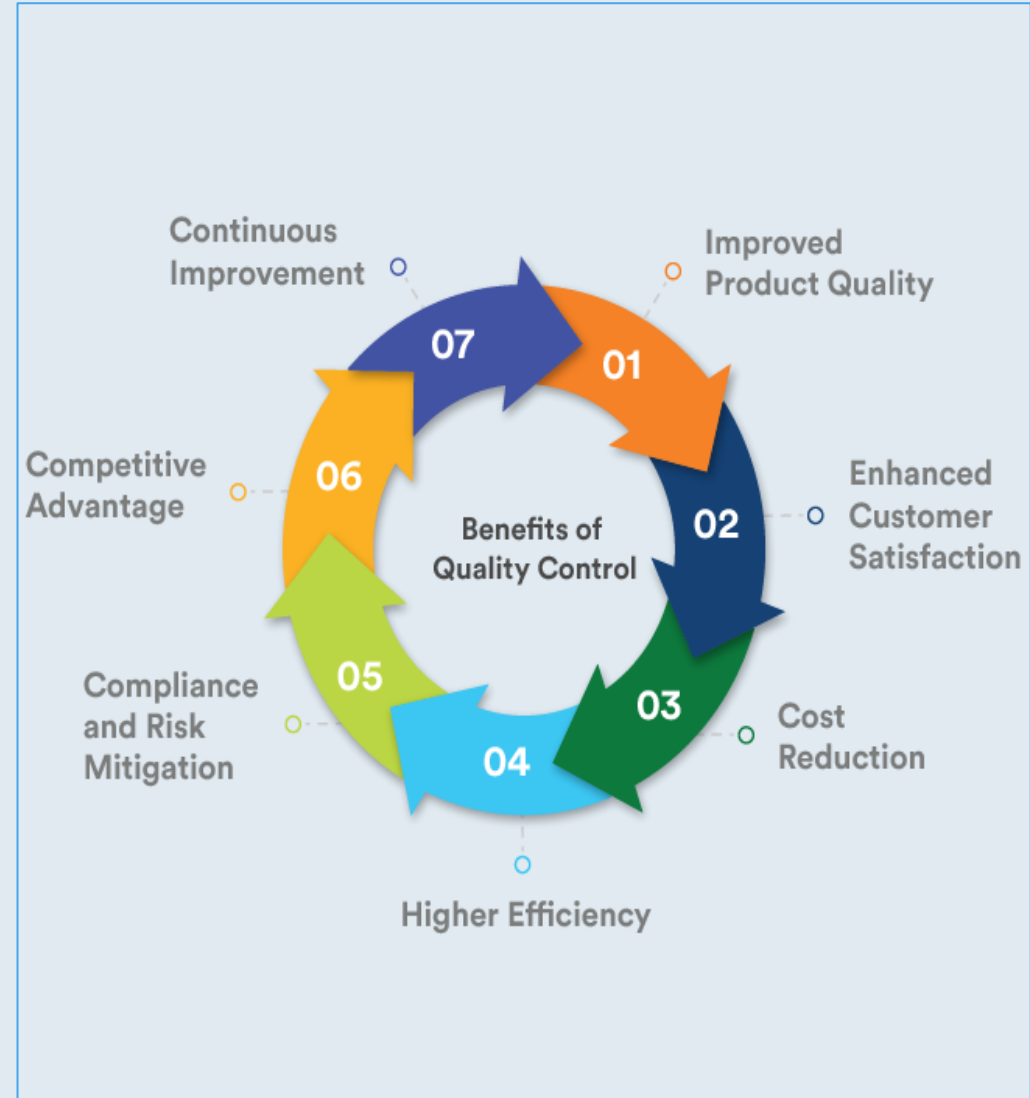 Benefits of
Quality Control
01
Improved
Product Quality
02
Enhanced
Customer
Satisfaction
03
Cost
Reduction
04
Higher Efficiency
05
Compliance
and Risk
Mitigation
06
Competitive
Advantage
07
Continuous
Improvement